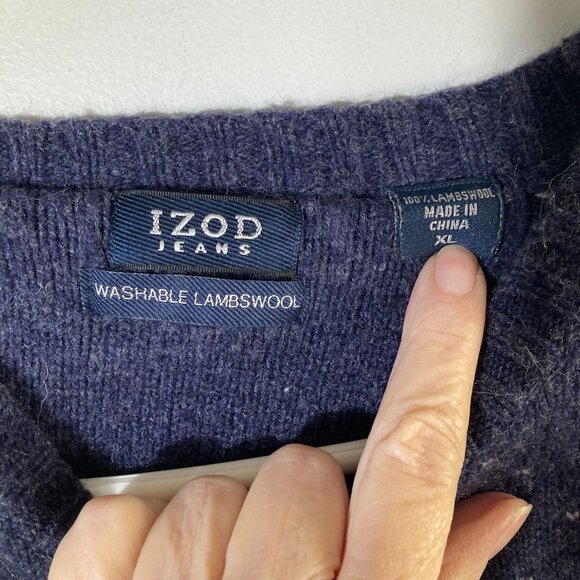 IZOD
JEANS
WASHABLE LAMBSWOOL
100% LAMBSWOOL
MADE IN
CHINA
XL